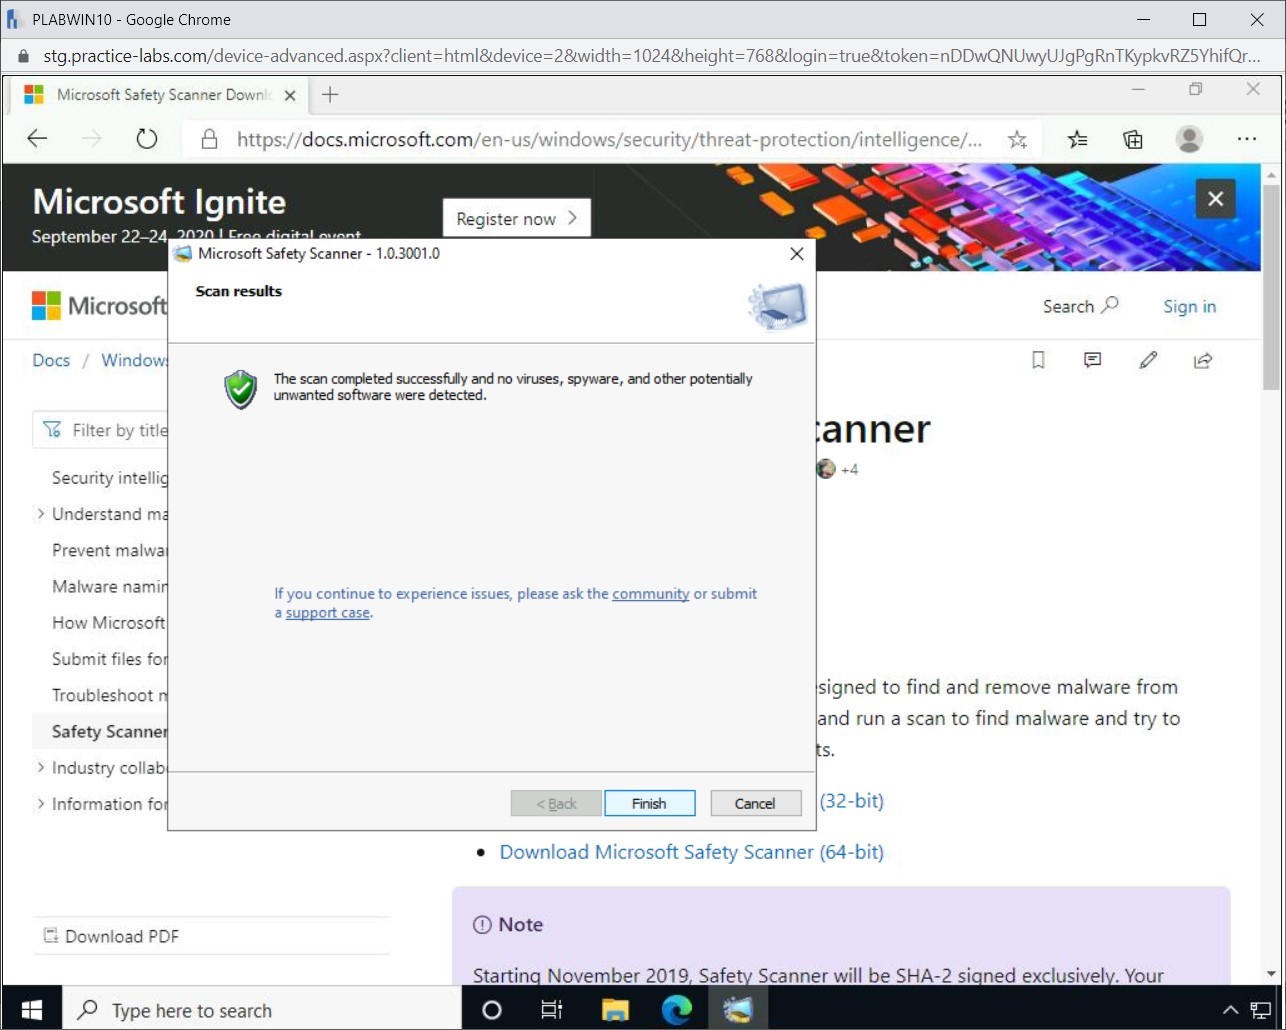 PLABWIN10 - Google Chrome
stg.practice-labs.com/device-advanced.aspx?client=html&device=2&width=1024&height=768&login=true&token=nDDwQNUwyUJgPgRnTKypkvRZ5YhifQr...
Microsoft Safety Scanner Downl
https://docs.microsoft.com/en-us/windows/security/threat-protection/intelligence/...
Microsoft Ignite
September 22–24, 2020 | Free digital event
Register now
Microsoft Safety Scanner - 1.0.3001.0
Scan results
Microsoft
Search
Sign in
Docs / Windows
The scan completed successfully and no viruses, spyware, and other potentially
unwanted software were detected.
Filter by title
canner
+4
Security intellig
Understand ma
Prevent malwar
Malware namin
How Microsoft
Submit files for
Troubleshoot m
Safety Scanner
Industry collab
Information for
If you continue to experience issues, please ask the community or submit
a support case.
signed to find and remove malware from
and run a scan to find malware and try to
ts.
< Back
Finish
Cancel
(32-bit)
Download Microsoft Safety Scanner (64-bit)
Note
Download PDF
Starting November 2019, Safety Scanner will be SHA-2 signed exclusively. Your
Type here to search